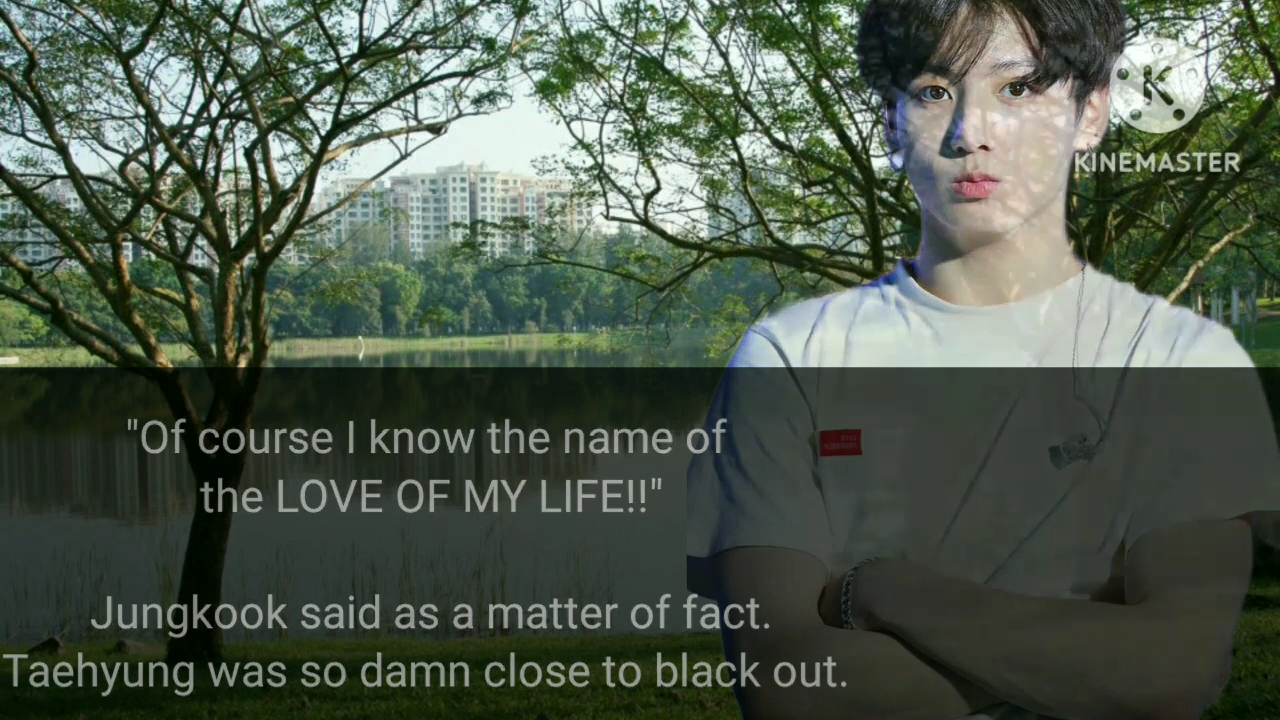 KINEMASTER
"Of course I know the name of
the LOVE OF MY LIFE!!"
Jungkook said as a matter of fact.
Taehyung was so damn close to black out.